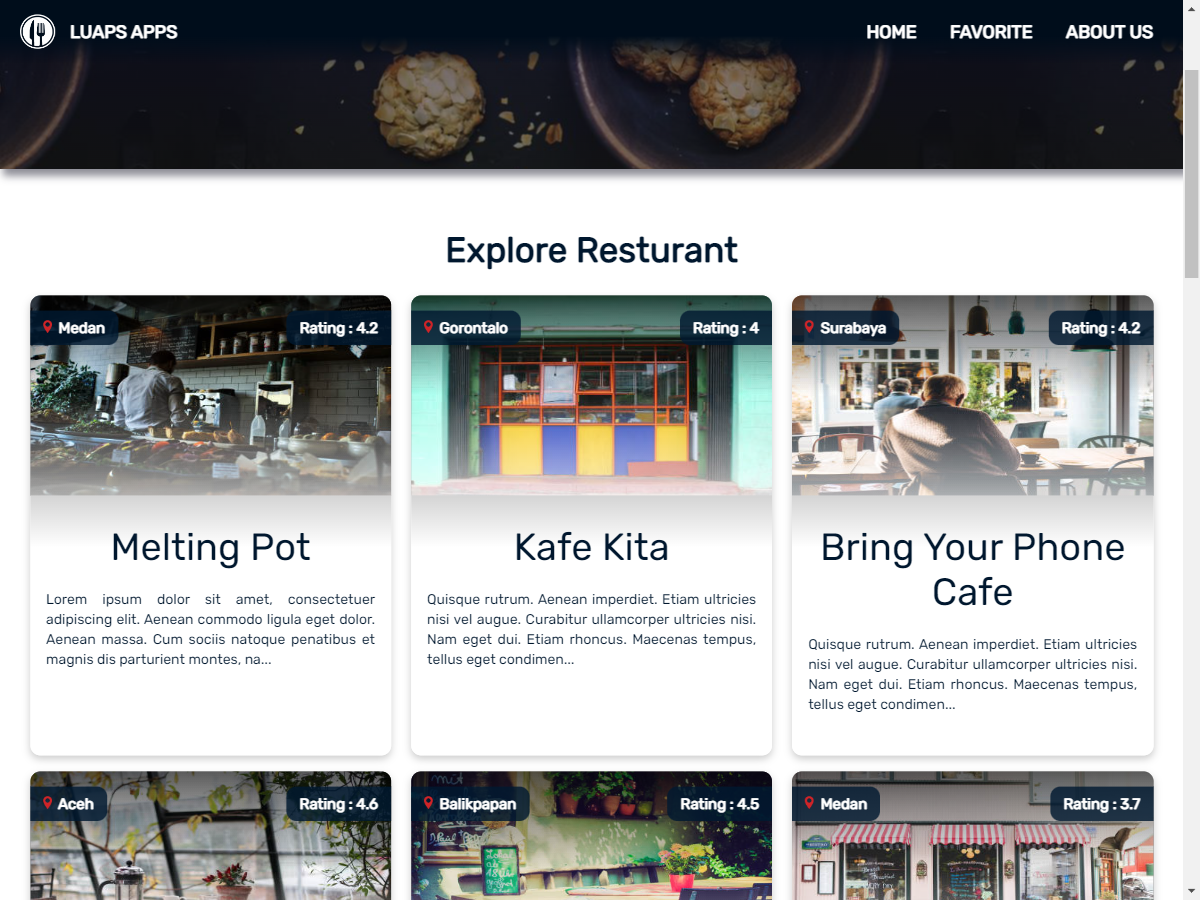 LUAPS APPS
HOME FAVORITE ABOUT US
Explore Resturant
Medan
Rating : 4.2
Gorontalo
Rating : 4
Surabaya
Rating : 4.2
Melting Pot
Lorem ipsum dolor sit amet, consectetuer
adipiscing elit. Aenean commodo ligula eget dolor.
Aenean massa. Cum sociis natoque penatibus et
magnis dis parturient montes, na...
Kafe Kita
Quisque rutrum. Aenean imperdiet. Etiam ultricies
nisi vel augue. Curabitur ullamcorper ultricies nisi.
Nam eget dui. Etiam rhoncus. Maecenas tempus,
tellus eget condimen...
Bring Your Phone
Cafe
Quisque rutrum. Aenean imperdiet. Etiam ultricies
nisi vel augue. Curabitur ullamcorper ultricies nisi.
Nam eget dui. Etiam rhoncus. Maecenas tempus,
tellus eget condimen...
Aceh
Rating : 4.6
Balikpapan
Rating : 4.5
Medan
Rating : 3.7